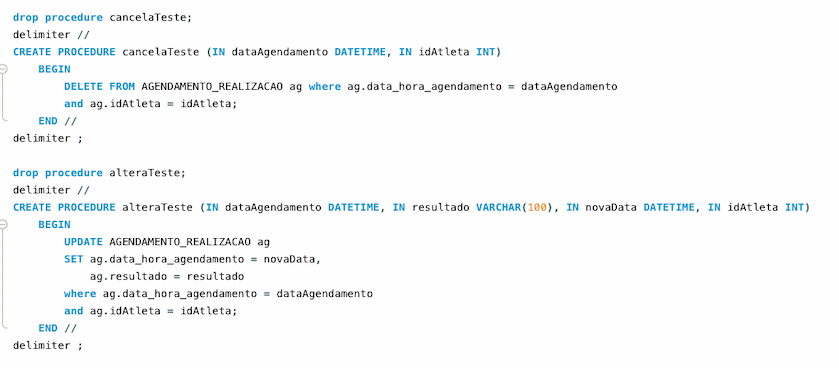 drop procedure cancelaTeste;
delimiter //
CREATE PROCEDURE cancelaTeste (IN dataAgendamento DATETIME, IN idAtleta INT)
BEGIN
DELETE FROM AGENDAMENTO_REALIZACAO ag where ag.data_hora_agendamento = dataAgendamento
and ag.idAtleta = idAtleta;
END //
delimiter ;
drop procedure alteraTeste;
delimiter //
CREATE PROCEDURE alteraTeste (IN dataAgendamento DATETIME, IN resultado VARCHAR(100), IN novaData DATETIME, IN idAtleta INT)
BEGIN
UPDATE AGENDAMENTO_REALIZACAO ag
SET ag.data_hora_agendamento = novaData,
ag.resultado = resultado
where ag.data_hora_agendamento = dataAgendamento
and ag.idAtleta = idAtleta;
END //
delimiter ;